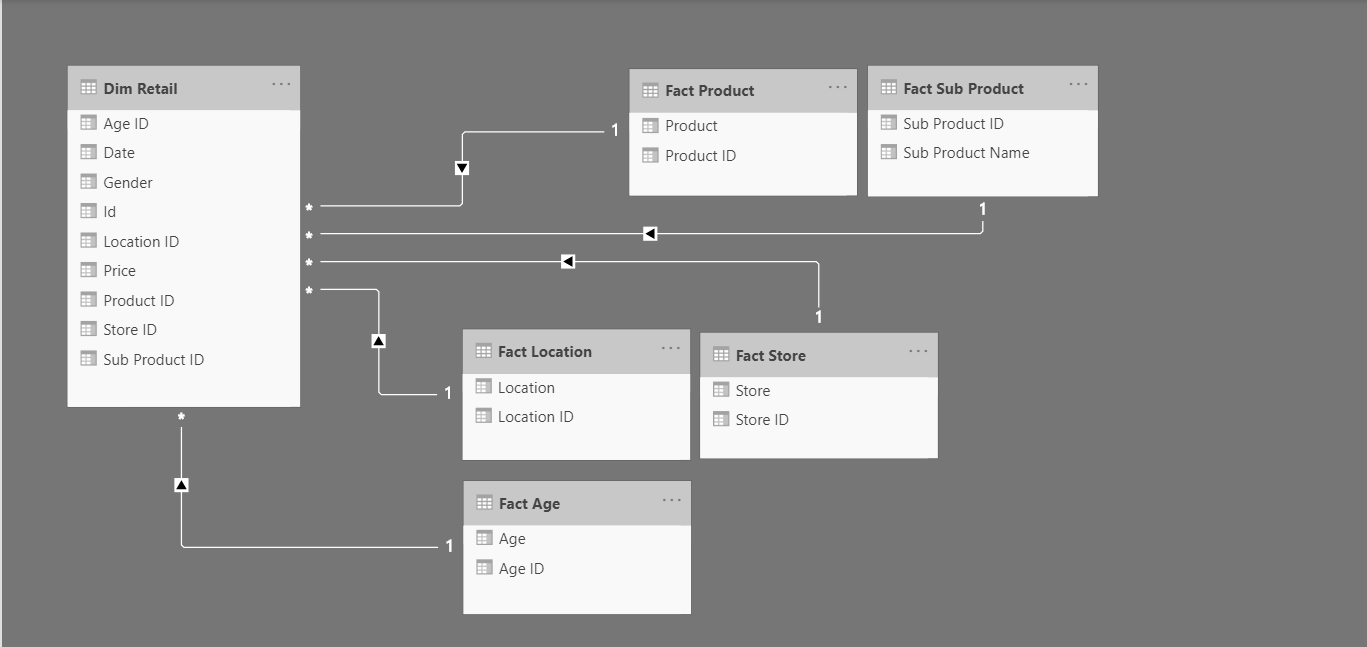 Dim Retail
Age ID
Date
Gender
Id
Location ID
Price
Product ID
Store ID
Sub Product ID
*
*
*
*
*
1
Fact Product
Product
Product ID
Fact Sub Product
Sub Product ID
Sub Product Name
1
1
1
Fact Location
Location
Location ID
Fact Store
Store
Store ID
1
Fact Age
Age
Age ID